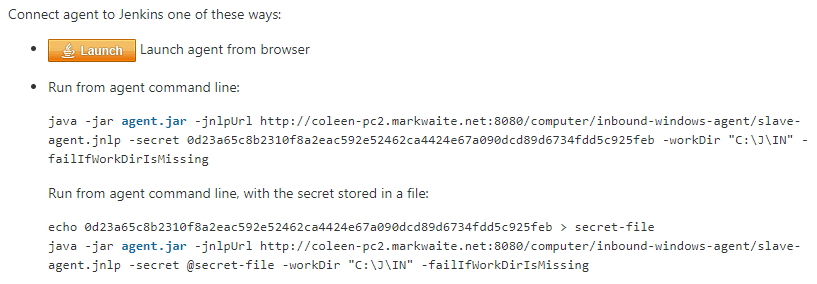 Connect agent to Jenkins one of these ways:
Launch Launch agent from browser
Run from agent command line:
java -jar agent.jar -jnlpUrl http://coleen-pc2.markwaite.net:8080/computer/inbound-windows-agent/slave-
agent.jnlp -secret 0d23a65c8b2310f8a2eac592e52462ca4424e67a090dcd89d6734fdd5c925feb -workDir "C:\J\IN" -
failIfWorkDirIsMissing
Run from agent command line, with the secret stored in a file:
echo 0d23a65c8b2310f8a2eac592e52462ca4424e67a090dcd89d6734fdd5c925feb > secret-file
java -jar agent.jar -jnlpUrl http://coleen-pc2.markwaite.net:8080/computer/inbound-windows-agent/slave-
agent.jnlp -secret @secret-file -workDir "C:\J\IN" -failIfWorkDirIsMissing